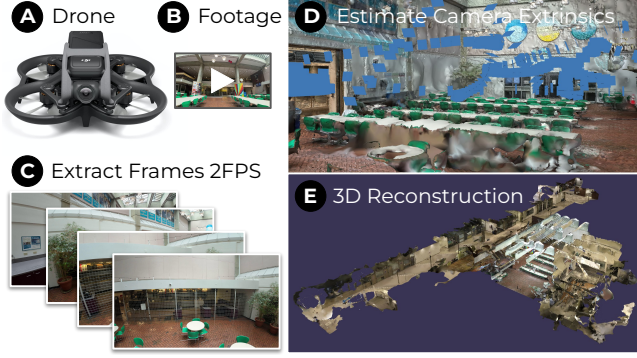 A Drone
B Footage
C Extract Frames 2FPS
D Estimate Camera Extrinsics
E 3D Reconstruction